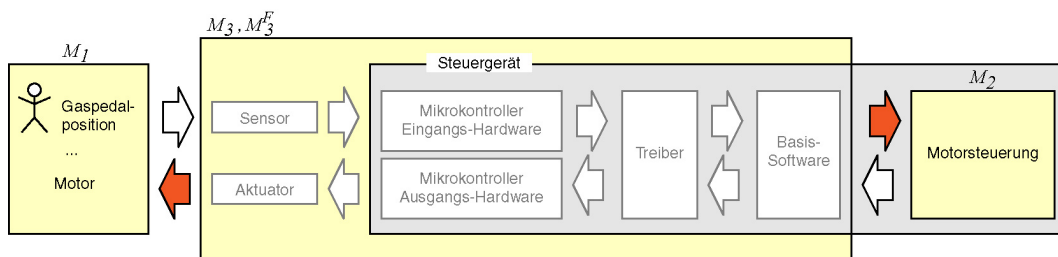 M₃, M₃ᶠ
M₁
Steuergerät
M₂
Gaspedal-
position
...
Motor
Sensor
Aktuator
Mikrokontroller
Eingangs-Hardware
Mikrokontroller
Ausgangs-Hardware
Treiber
Basis-
Software
Motorsteuerung